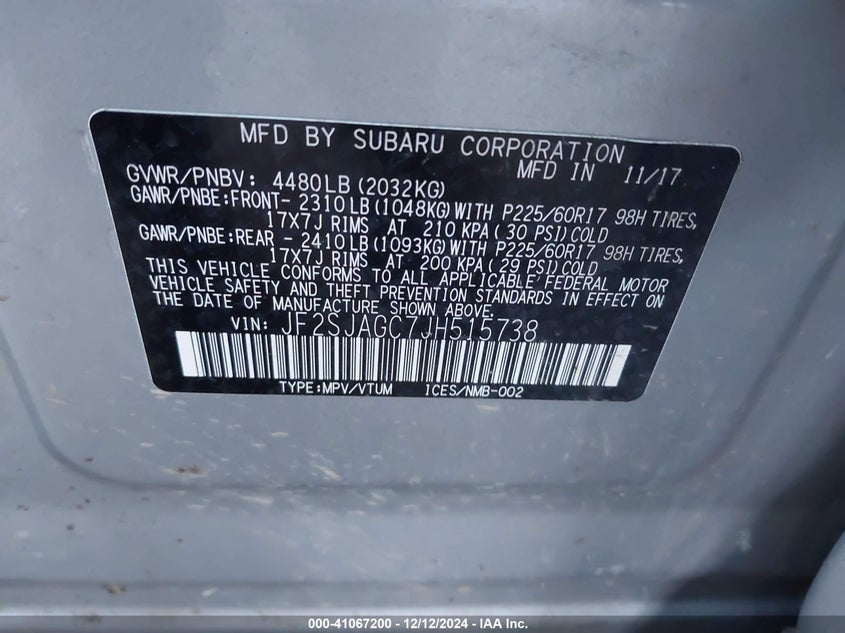 MFD BY SUBARU CORPORATION
MFD IN 11/17
GVWR/PNBV: 4480LB(2032KG)
GAWR/PNBE:FRONT- 2310LB(1048KG)WITH P225/60R17 98H TIRES,
17X7J RIMS AT 210 KPA(30 PSI)COLD
GAWR/PNBE:REAR - 2410LB(1093KG)WITH P225/60R17 98H TIRES,
17X7J RIMS AT 200 KPA(29 PSI)COLD
THIS VEHICLE CONFORMS TO ALL APPLICABLE FEDERAL MOTOR
VEHICLE SAFETY AND THEFT PREVENTION STANDARDS IN EFFECT ON
THE DATE OF MANUFACTURE SHOWN ABOVE.
VIN: JF2SJAGC7JH515738
TYPE:MPV/VTUM ICES/NMB-002
000-41067200 - 12/12/2024 - IAA Inc.